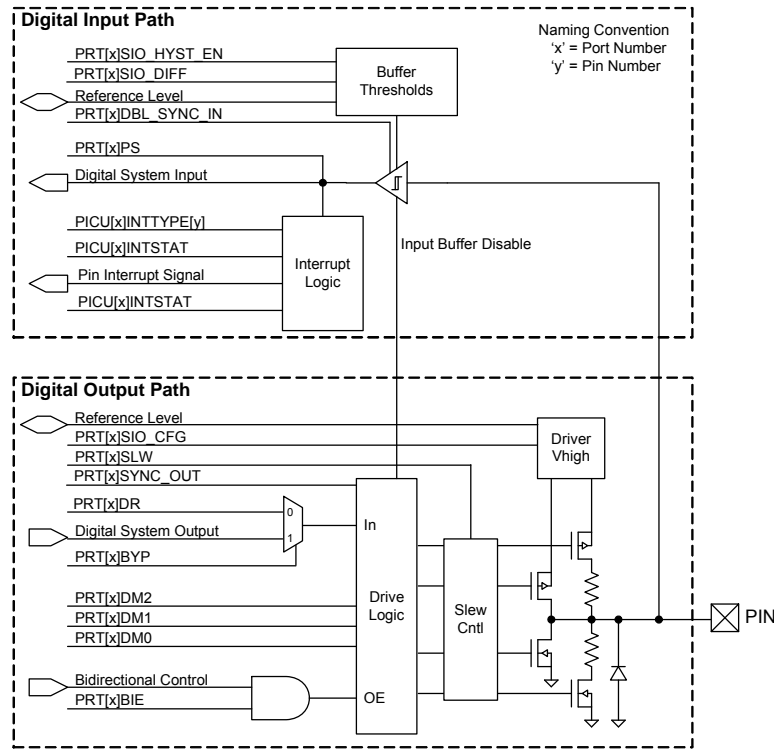 Digital Input Path
Naming Convention
‘x’ = Port Number
‘y’ = Pin Number
PRT[x]SIO_HYST_EN
PRT[x]SIO_DIFF
Buffer
Thresholds
Reference Level
PRT[x]DBL_SYNC_IN
PRT[x]PS
Digital System Input
PICU[x]INTTYPE[y]
PICU[x]INTSTAT
Pin Interrupt Signal
PICU[x]INTSTAT
Interrupt
Logic
Input Buffer Disable
Digital Output Path
Reference Level
PRT[x]SIO_CFG
Driver
Vhigh
PRT[x]SLW
PRT[x]SYNC_OUT
PRT[x]DR
0
Digital System Output
1
PRT[x]BYP
In
PRT[x]DM2
PRT[x]DM1
PRT[x]DM0
Drive
Logic
Slew
Cntl
PIN
Bidirectional Control
PRT[x]BIE
OE